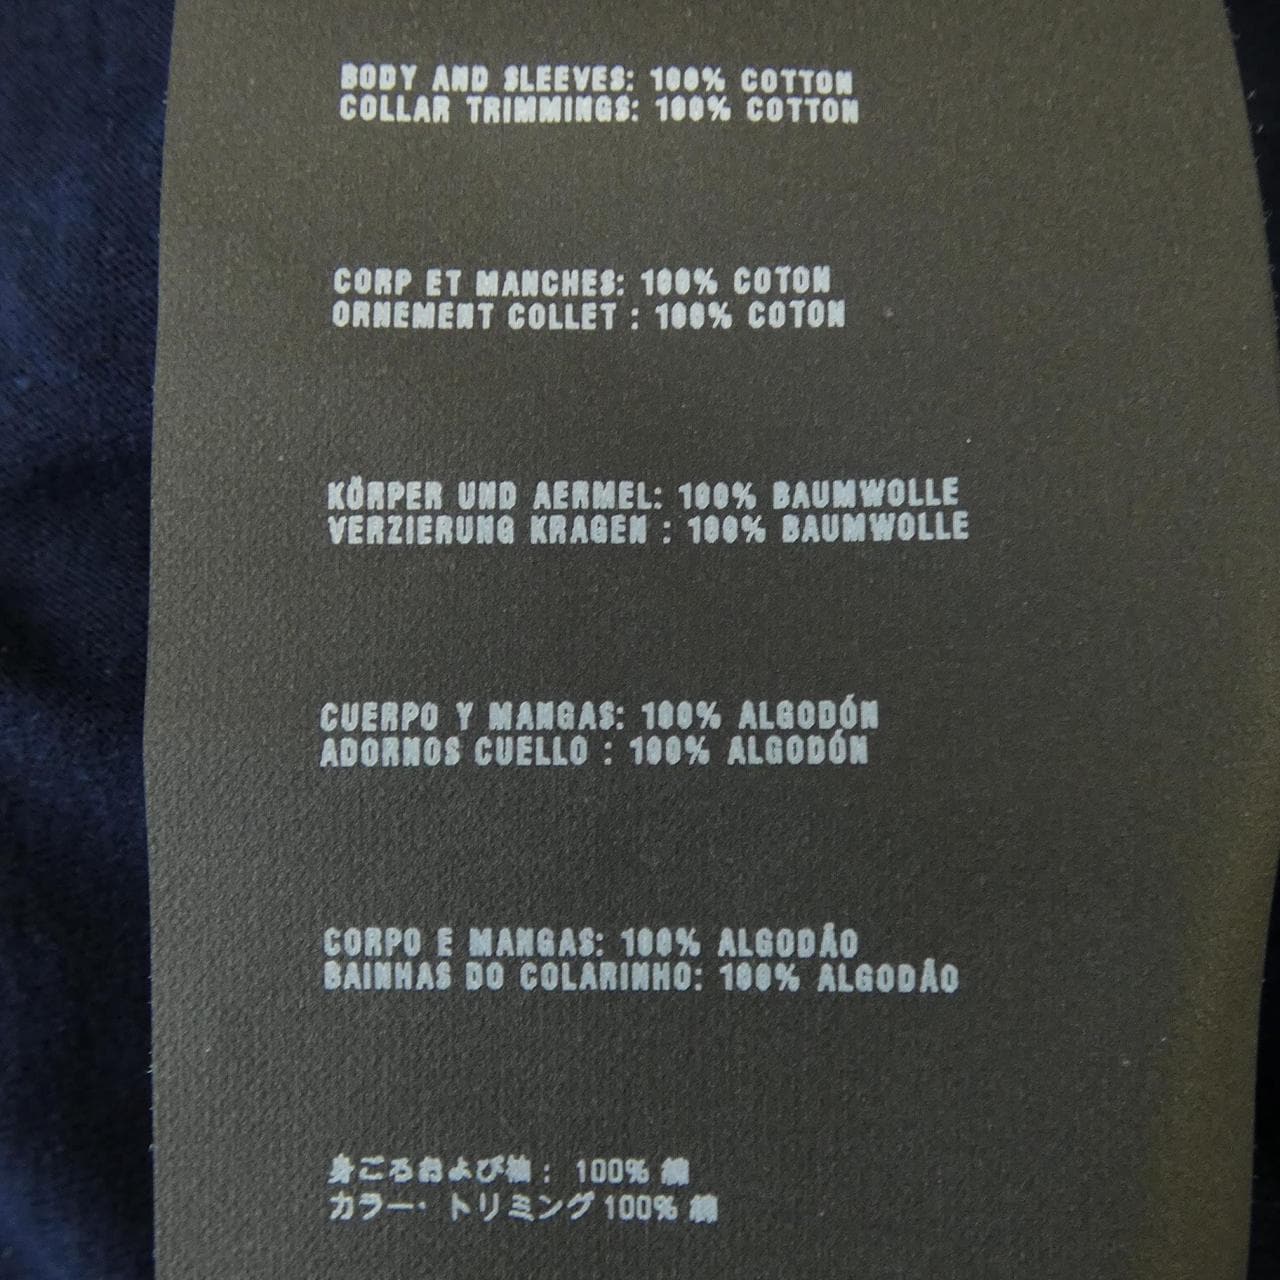 BODY AND SLEEVES: 100% COTTON
COLLAR TRIMMINGS: 100% COTTON
CORP ET MANCHES: 100% COTON
ORNEMENT COLLET : 100% COTON
KÖRPER UND AERMEL: 100% BAUMWOLLE
VERZIERUNG KRAGEN : 100% BAUMWOLLE
CUERPO Y MANGAS: 100% ALGODÓN
ADORNOS CUELLO : 100% ALGODÓN
CORPO E MANGAS: 100% ALGODÃO
BAINHAS DO COLARINHO: 100% ALGODÃO
身ごろおよび袖: 100% 綿
カラー・トリミング100% 綿